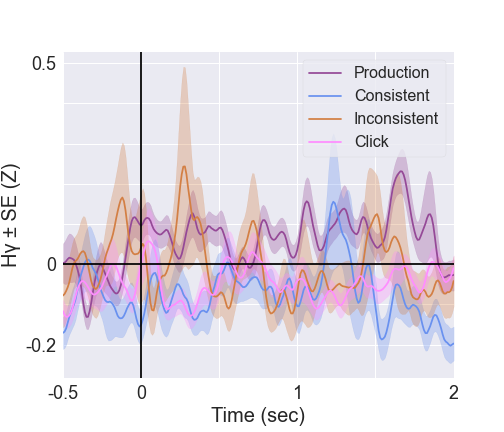 0.5
0
-0.2
Hγ ± SE (Z)
Production
Consistent
Inconsistent
Click
-0.5
0
1
2
Time (sec)